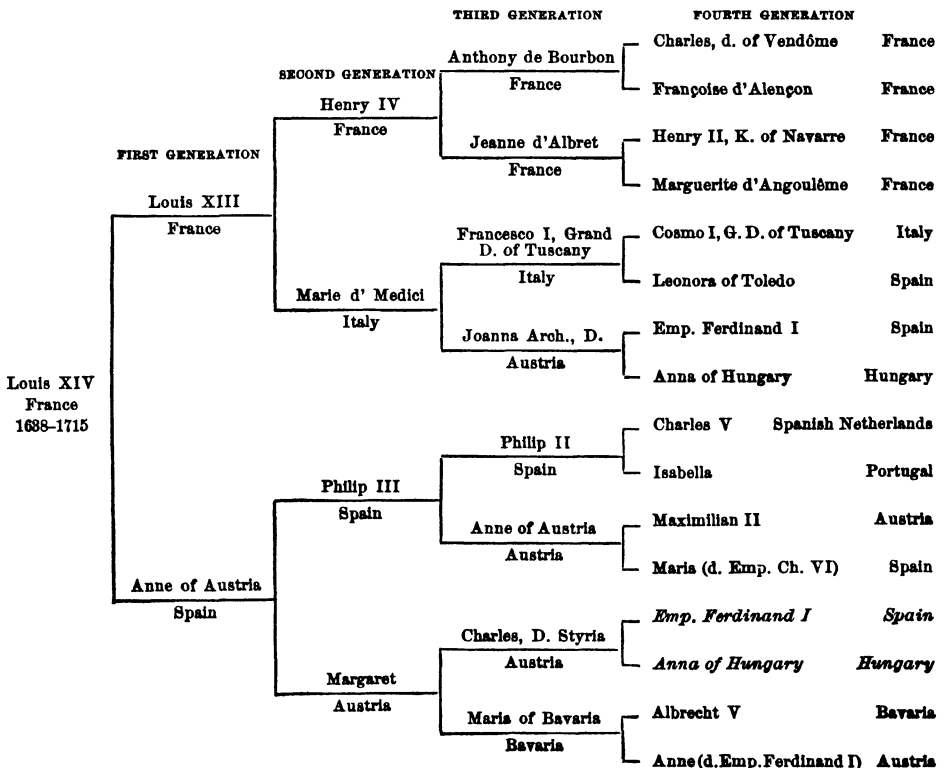 THIRD GENERATION FOURTH GENERATION
Charles, d. of Vendôme France
Anthony de Bourbon
SECOND GENERATION
France
Françoise d'Alençon France
Henry IV
France
Henry II, K. of Navarre France
Jeanne d'Albret
FIRST GENERATION
France
Marguerite d'Angoulême France
Louis XIII
France
Francesco I, Grand
D. of Tuscany
Cosmo I, G. D. of Tuscany Italy
Italy
Leonora of Toledo Spain
Marie d' Medici
Italy
Emp. Ferdinand I Spain
Joanna Arch., D.
Austria
Anna of Hungary Hungary
Louis XIV
France
1638–1715
Charles V Spanish Netherlands
Philip II
Spain
Isabella Portugal
Philip III
Spain
Maximilian II Austria
Anne of Austria
Austria
Maria (d. Emp. Ch. VI) Spain
Anne of Austria
Spain
Emp. Ferdinand I Spain
Charles, D. Styria
Austria
Anna of Hungary Hungary
Margaret
Austria
Albrecht V Bavaria
Maria of Bavaria
Bavaria
Anne (d. Emp. Ferdinand I) Austria